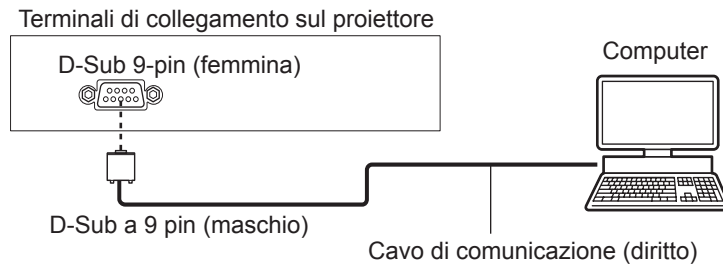 Terminali di collegamento sul proiettore
D-Sub 9-pin (femmina)
Computer
D-Sub a 9 pin (maschio)
Cavo di comunicazione (diritto)